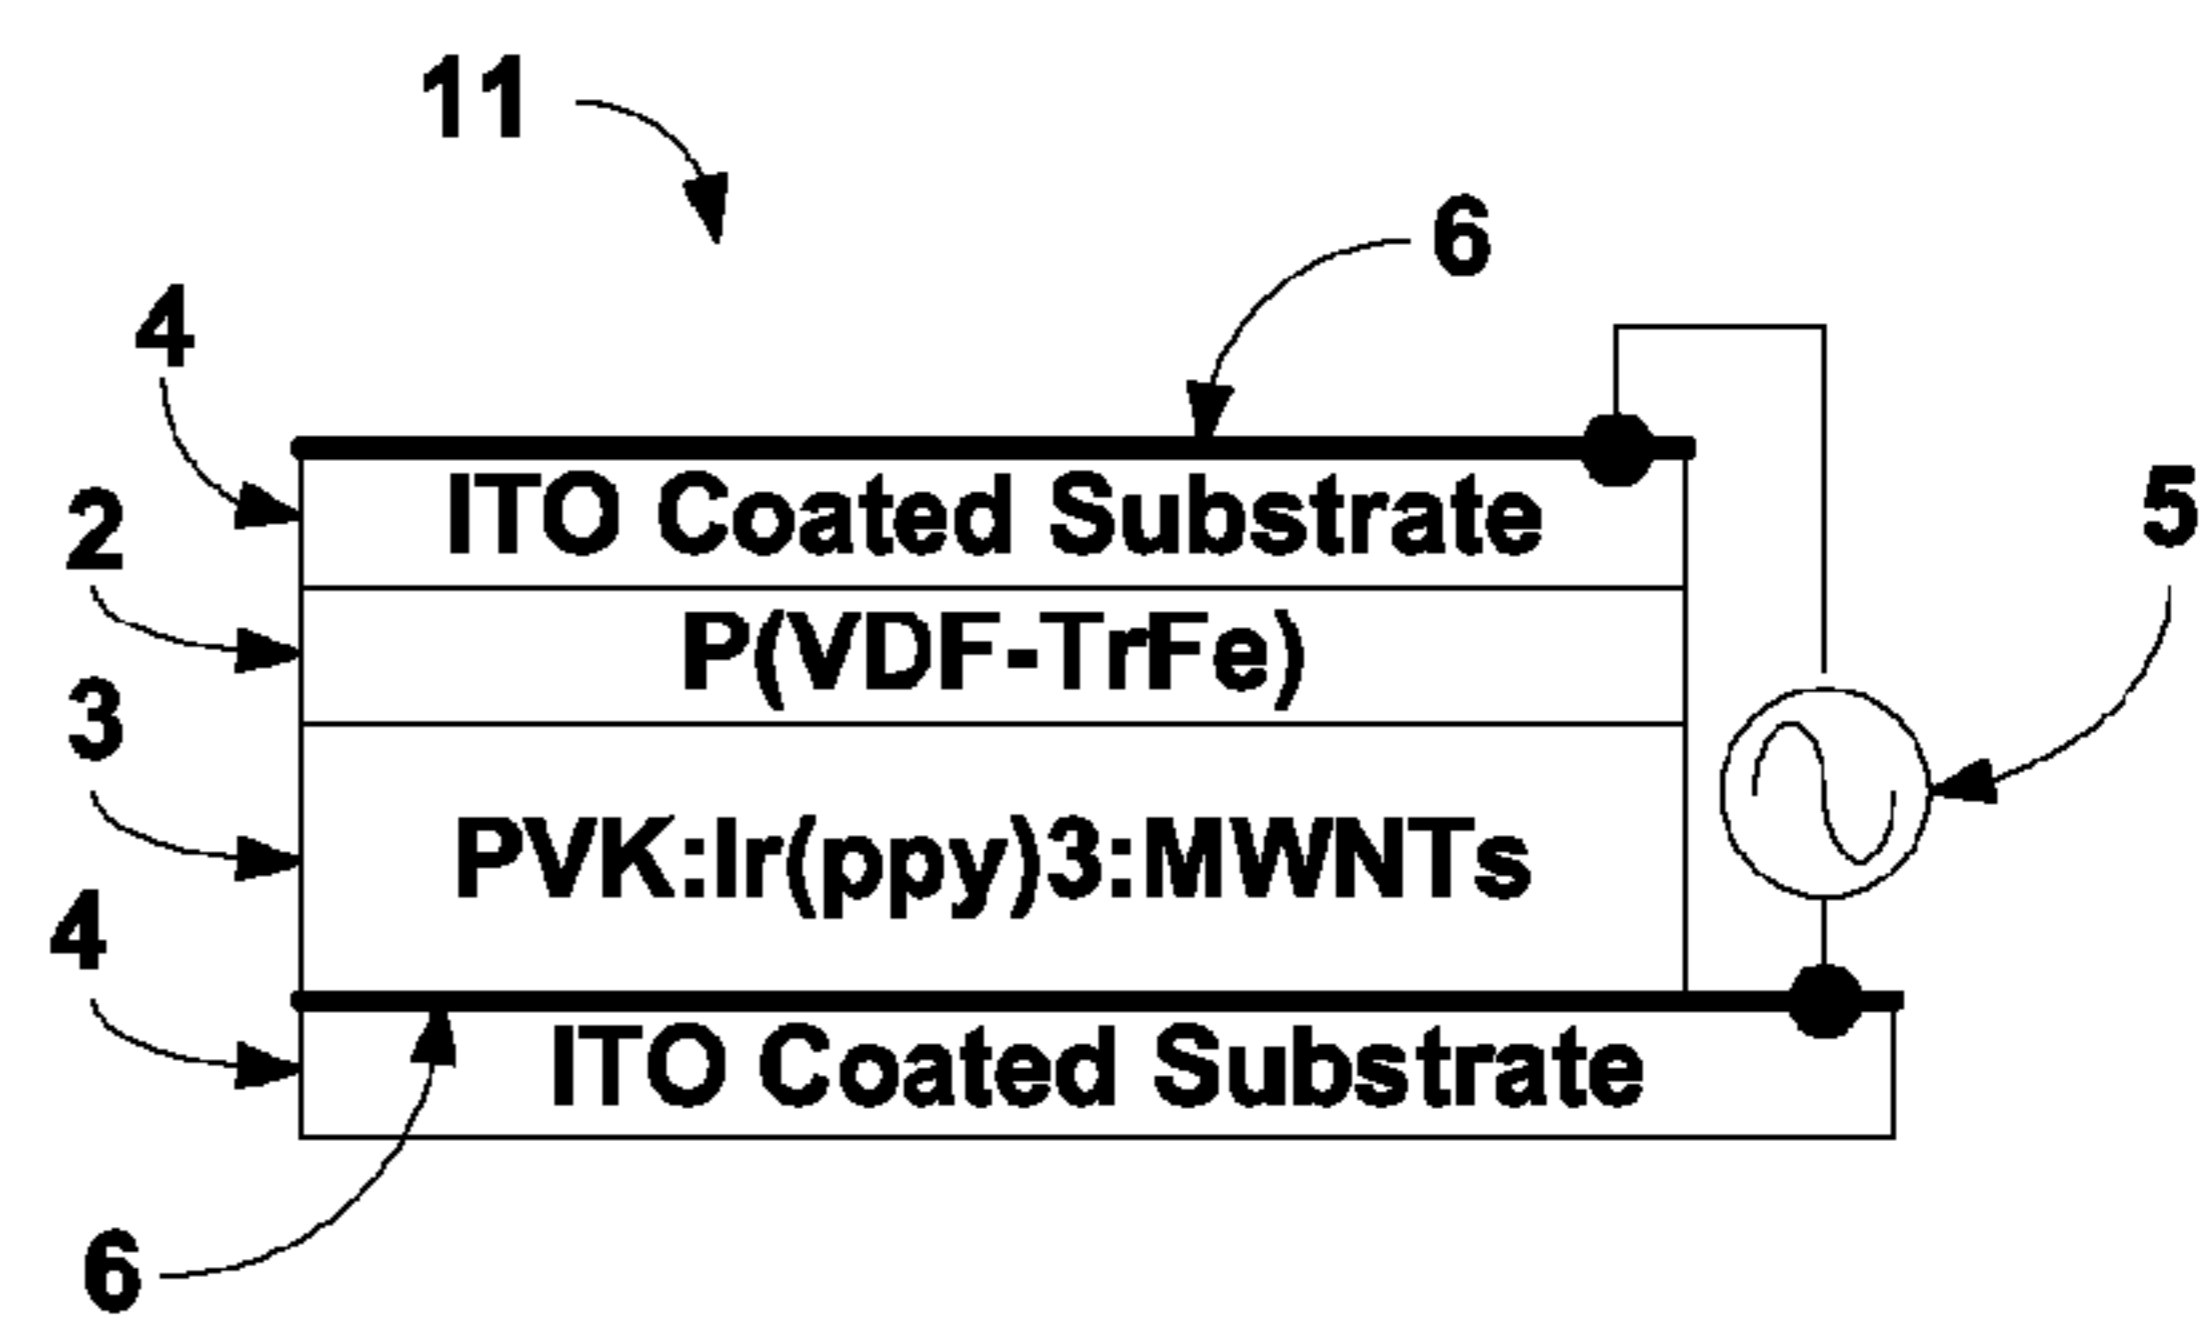 11
6
4
ITO Coated Substrate
5
2
P(VDF-TrFe)
3
PVK:Ir(ppy)3:MWNTs
4
ITO Coated Substrate
6